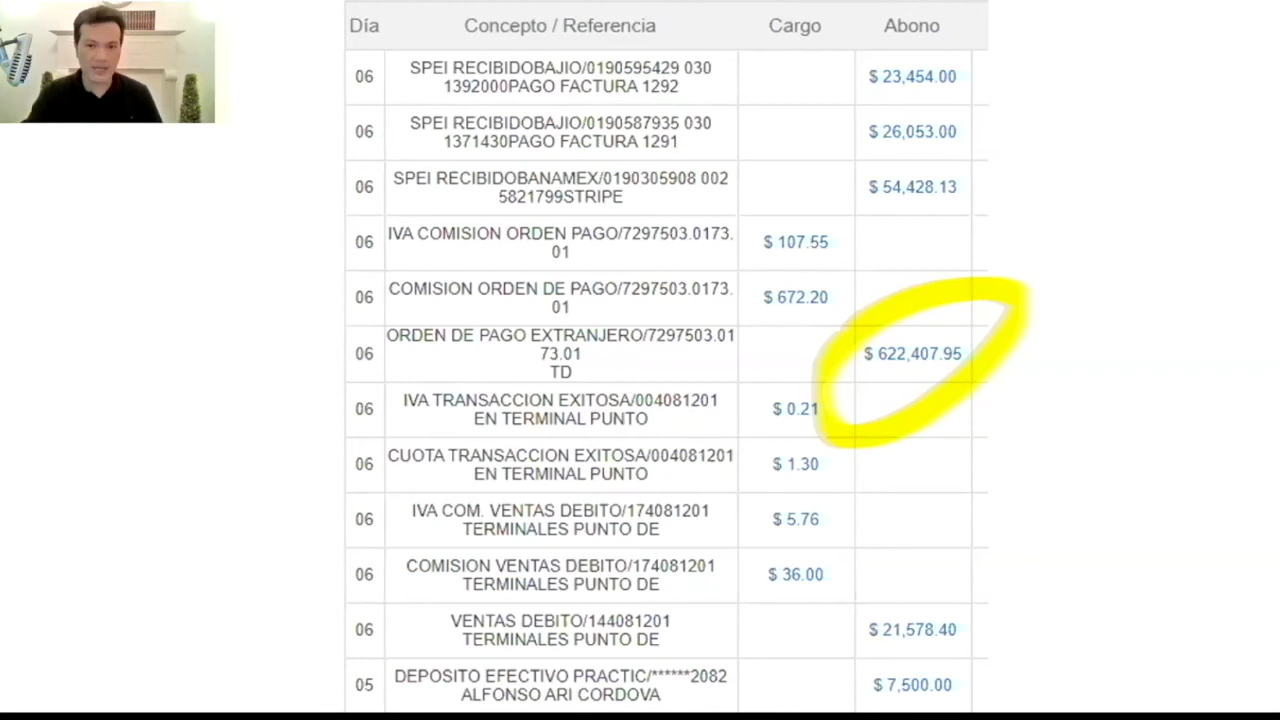 Día Concepto / Referencia Cargo Abono
06 SPEI RECIBIDOBAJIO/0190595429 030 $ 23,454.00
1392000PAGO FACTURA 1292
06 SPEI RECIBIDOBAJIO/0190587935 030 $ 26,053.00
1371430PAGO FACTURA 1291
06 SPEI RECIBIDOBANAMEX/0190305908 002 $ 54,428.13
5821799STRIPE
06 IVA COMISION ORDEN PAGO/7297503.0173. $ 107.55
01
06 COMISION ORDEN DE PAGO/7297503.0173. $ 672.20
01
ORDEN DE PAGO EXTRANJERO/7297503.01
06 73.01 $ 622,407.95
TD
06 IVA TRANSACCION EXITOSA/004081201 $ 0.21
EN TERMINAL PUNTO
06 CUOTA TRANSACCION EXITOSA/004081201 $ 1.30
EN TERMINAL PUNTO
06 IVA COM. VENTAS DEBITO/174081201 $ 5.76
TERMINALES PUNTO DE
06 COMISION VENTAS DEBITO/174081201 $ 36.00
TERMINALES PUNTO DE
06 VENTAS DEBITO/144081201 $ 21,578.40
TERMINALES PUNTO DE
05 DEPOSITO EFECTIVO PRACTIC/******2082 $ 7,500.00
ALFONSO ARI CORDOVA